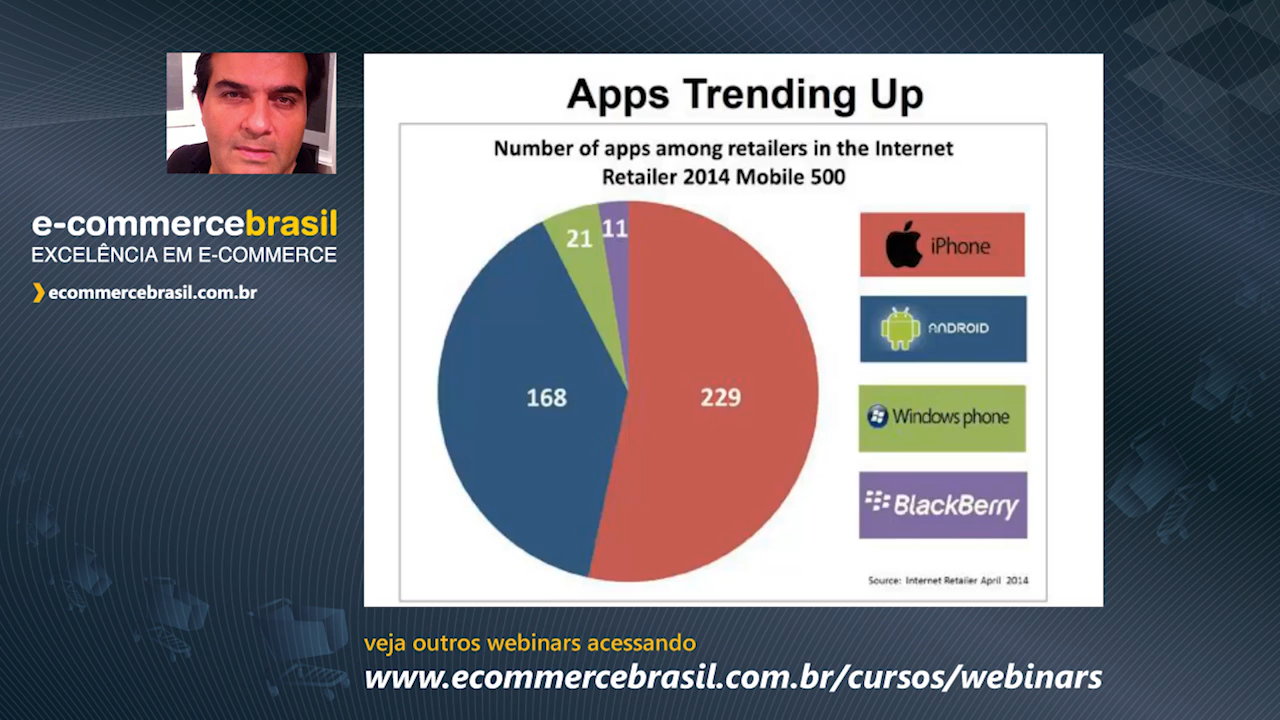 e-commercebrasil
EXCELÊNCIA EM E-COMMERCE
ecommercebrasil.com.br
Apps Trending Up
Number of apps among retailers in the Internet
Retailer 2014 Mobile 500
21
11
168
229
iPhone
ANDROID
Windows phone
BlackBerry
Source: Internet Retailer April 2014
veja outros webinars acessando
www.ecommercebrasil.com.br/cursos/webinars